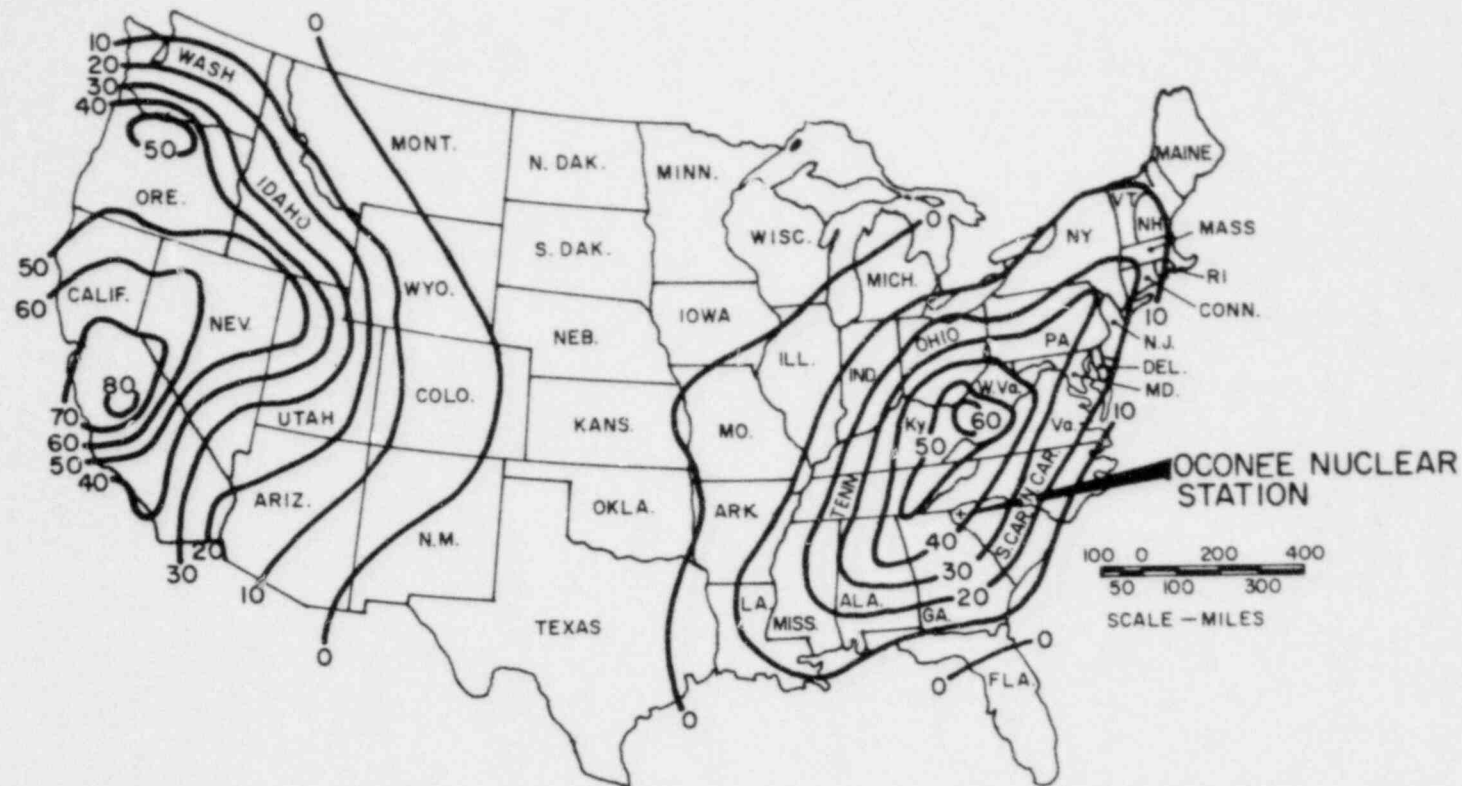 0
10
20
30
40
WASH
50
MONT.
N. DAK.
MINN.
MAINE
ORE.
IDAHO
VT.
NH
WISC.
NY
MASS
0
50
S. DAK.
MICH.
RI
60
CALIF.
WYO.
CONN.
NEV.
IOWA
10
NEB.
OHIO
PA
N.J.
ILL.
IND.
DEL.
80
COLO.
W. Va.
MD.
70
UTAH
KANS.
MO.
Ky.
60
Va.
10
60
50
50
40
ARIZ.
OKLA.
ARK.
TENN.
S.CAR.
N.CAR.
OCONEE NUCLEAR
STATION
N.M.
20
40
30
30
100 0 200 400
50 100 300
10
LA.
MISS.
ALA.
GA.
20
SCALE – MILES
TEXAS
0
0
0
FLA.
0